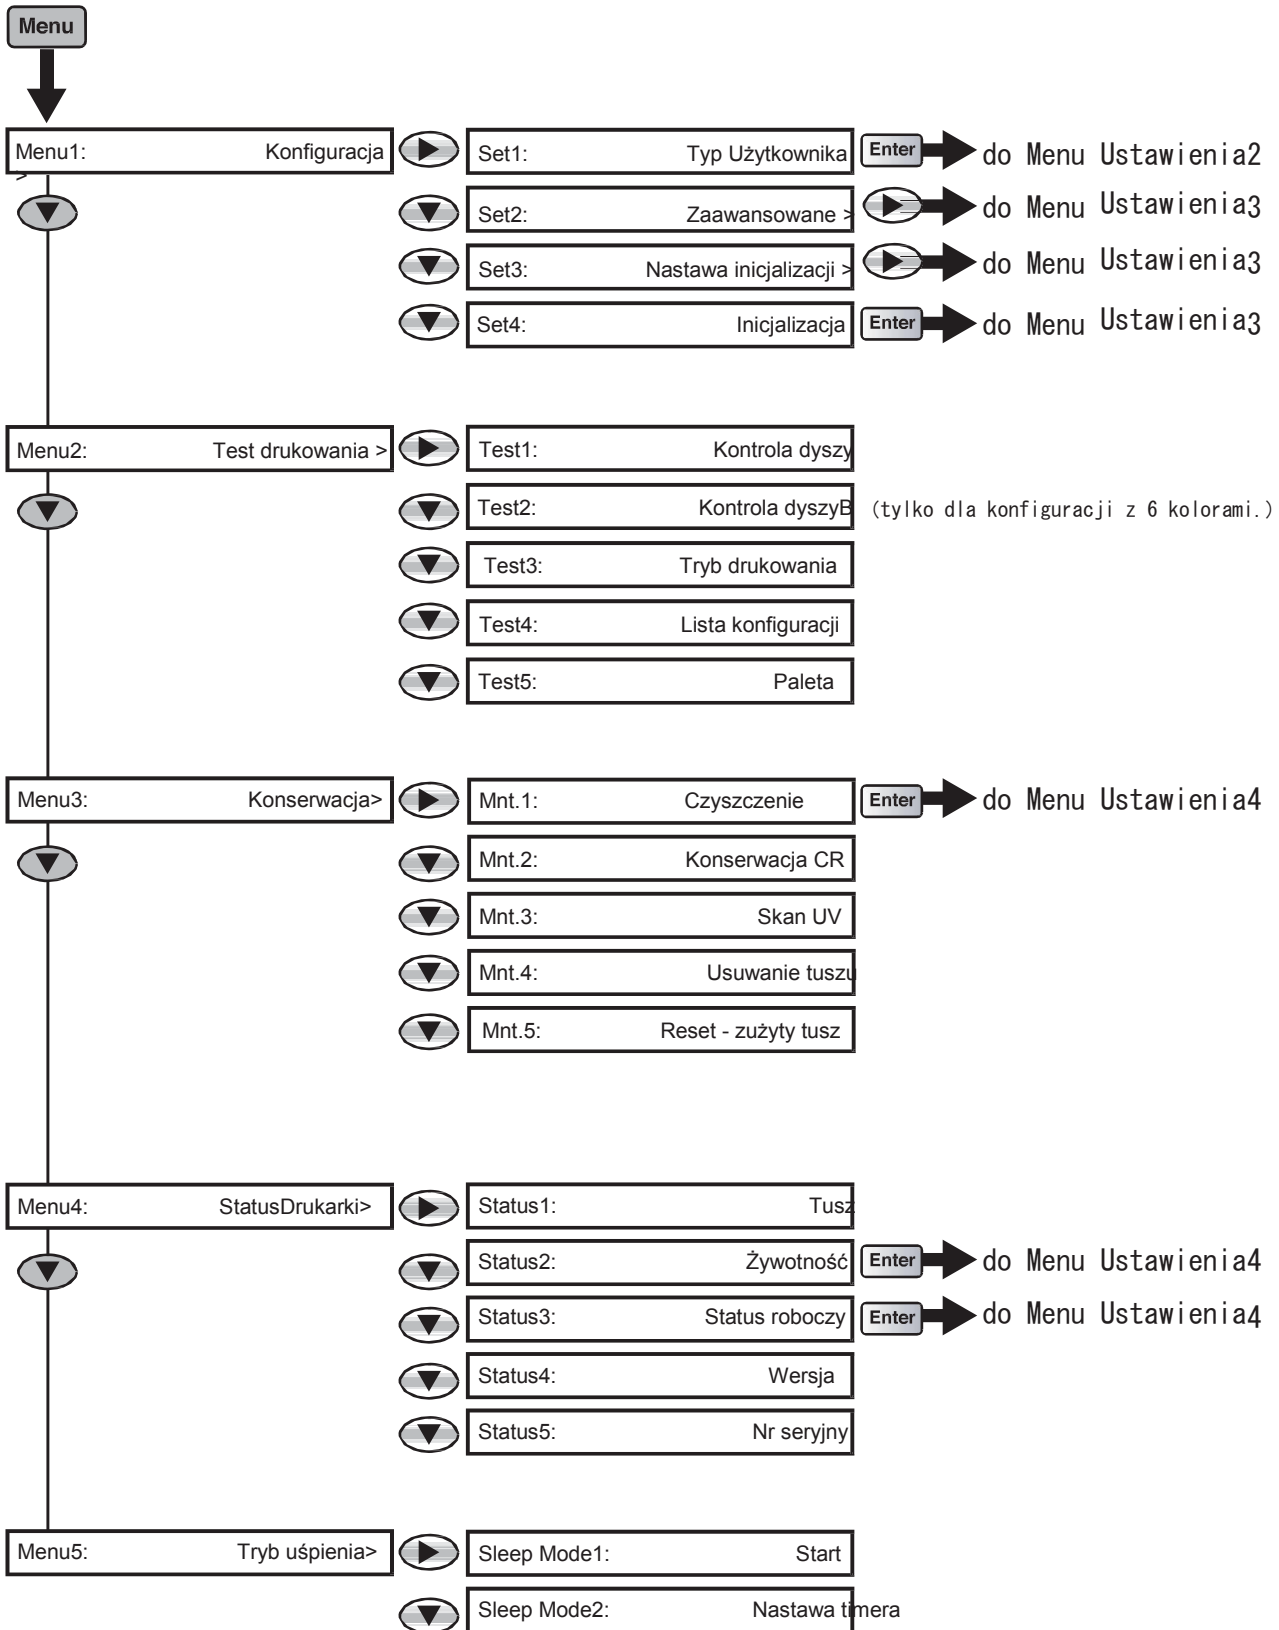 Menu
Menu1: Konfiguracja
>
Set1: Typ Użytkownika Enter do Menu Ustawienia2
Set2: Zaawansowane > do Menu Ustawienia3
Set3: Nastawa inicjalizacji > do Menu Ustawienia3
Set4: Inicjalizacja Enter do Menu Ustawienia3
Menu2: Test drukowania >
Test1: Kontrola dyszy
Test2: Kontrola dyszyB (tylko dla konfiguracji z 6 kolorami.)
Test3: Tryb drukowania
Test4: Lista konfiguracji
Test5: Paleta
Menu3: Konserwacja>
Mnt.1: Czyszczenie Enter do Menu Ustawienia4
Mnt.2: Konserwacja CR
Mnt.3: Skan UV
Mnt.4: Usuwanie tuszu
Mnt.5: Reset - zużyty tusz
Menu4: StatusDrukarki>
Status1: Tusz
Status2: Żywotność Enter do Menu Ustawienia4
Status3: Status roboczy Enter do Menu Ustawienia4
Status4: Wersja
Status5: Nr seryjny
Menu5: Tryb uśpienia>
Sleep Mode1: Start
Sleep Mode2: Nastawa timera